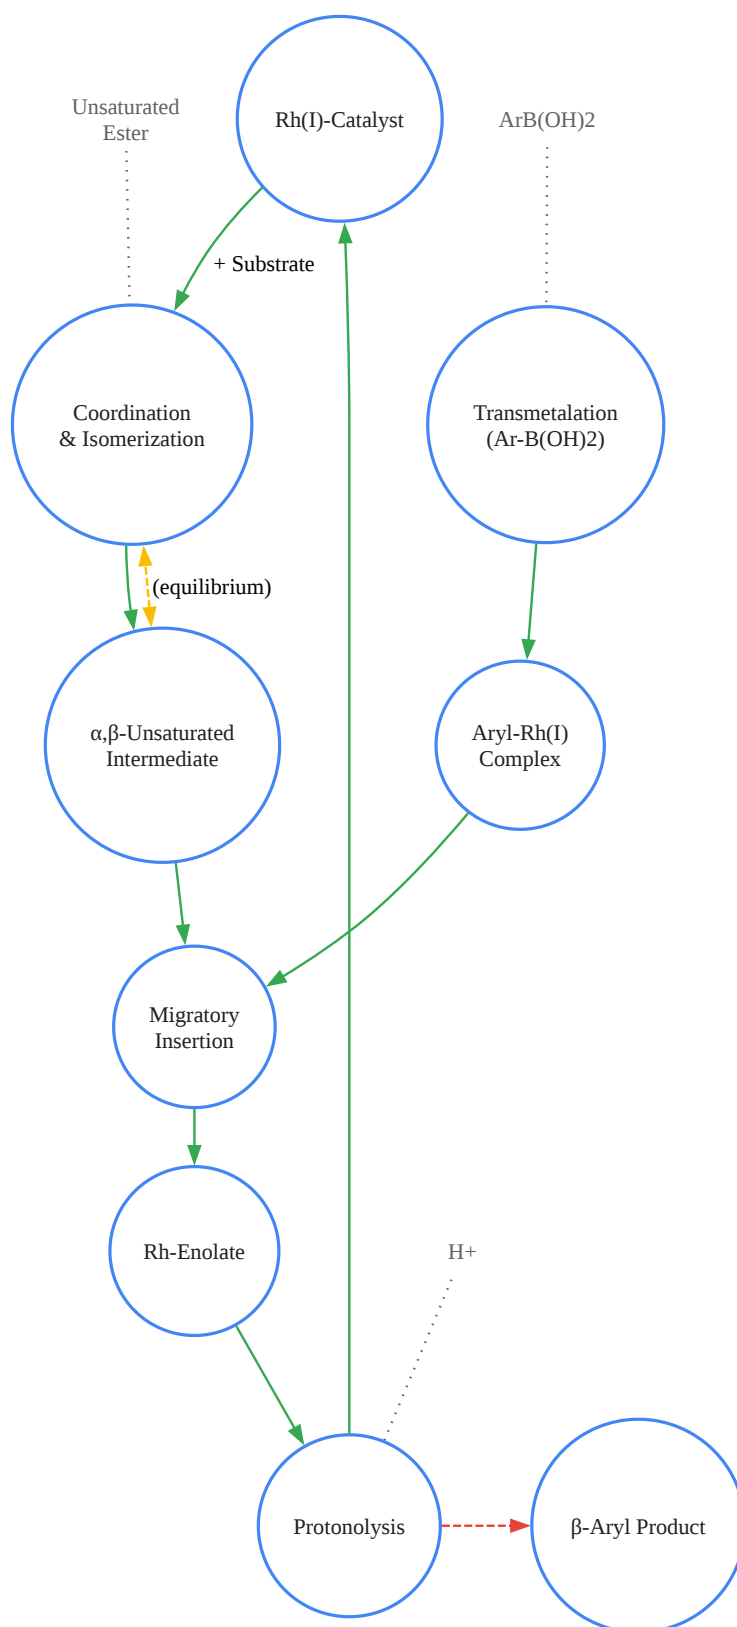 Unsaturated
Ester
Rh(I)-Catalyst
ArB(OH)2
+ Substrate
Coordination
& Isomerization
Transmetalation
(Ar-B(OH)2)
(equilibrium)
α,β-Unsaturated
Intermediate
Aryl-Rh(I)
Complex
Migratory
Insertion
Rh-Enolate
H+
Protonolysis
β-Aryl Product